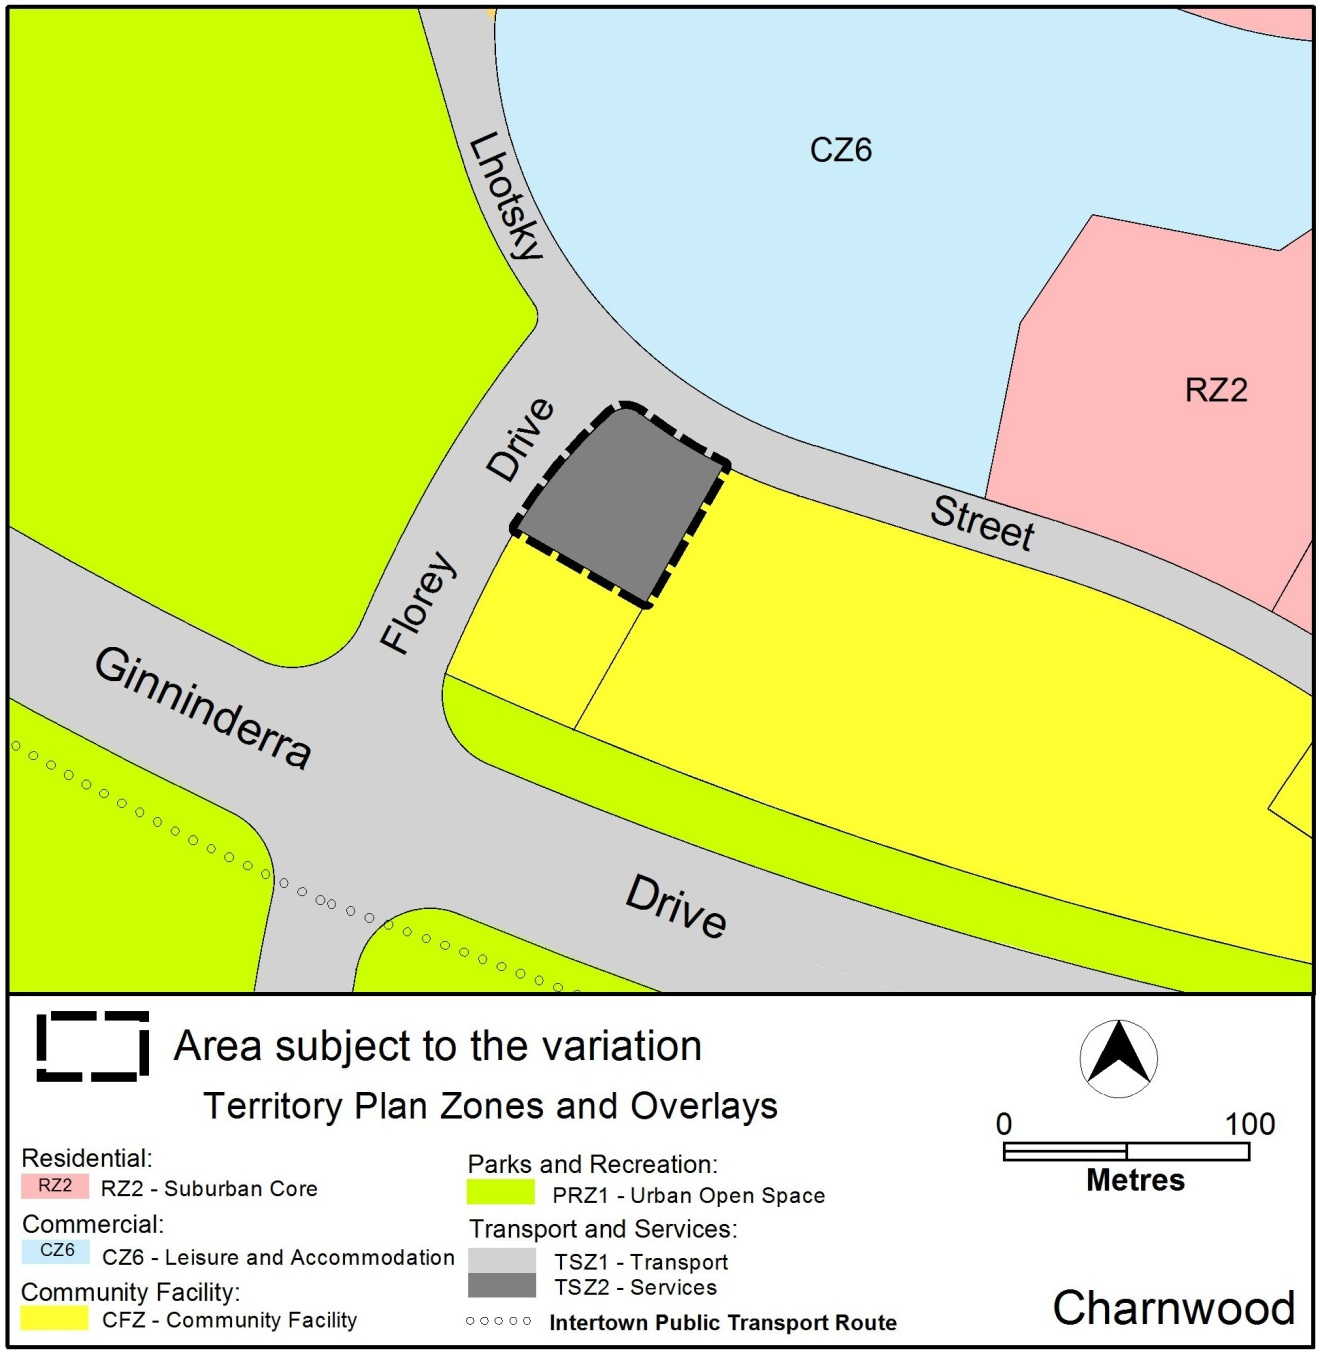 CZ6
Lhotsky
RZ2
Drive
Street
Florey
Ginninderra
Drive
Area subject to the variation
Territory Plan Zones and Overlays
0 100
Metres
Residential:
RZ2 RZ2 - Suburban Core
Commercial:
CZ6 CZ6 - Leisure and Accommodation
Community Facility:
CFZ - Community Facility
Parks and Recreation:
PRZ1 - Urban Open Space
Transport and Services:
TSZ1 - Transport
TSZ2 - Services
Intertown Public Transport Route
Charnwood